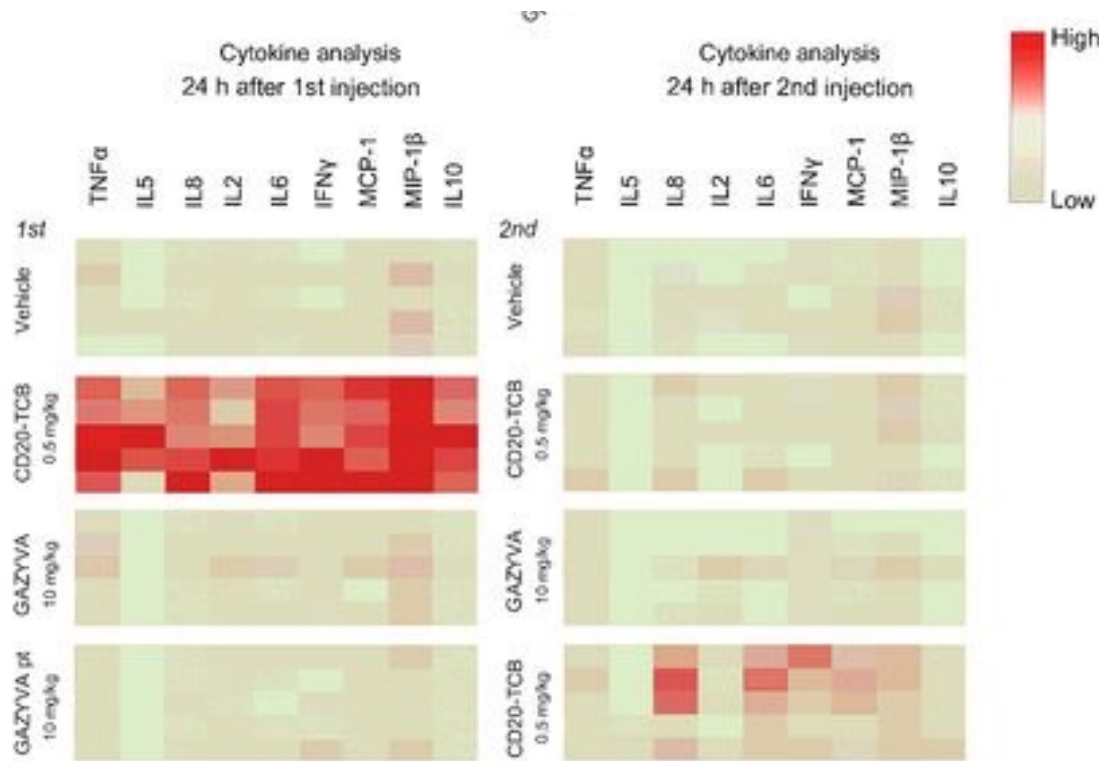 Cytokine analysis
24 h after 1st injection
Cytokine analysis
24 h after 2nd injection
High
Low
TNFα
IL5
IL8
IL2
IL6
IFNγ
MCP-1
MIP-1β
IL10
TNFα
IL5
IL8
IL2
IL6
IFNγ
MCP-1
MIP-1β
IL10
1st
2nd
Vehicle
Vehicle
CD20-TCB
0.5 mg/kg
CD20-TCB
0.5 mg/kg
GAZYVA
10 mg/kg
GAZYVA
10 mg/kg
GAZYVA pt
10 mg/kg
CD20-TCB
0.5 mg/kg